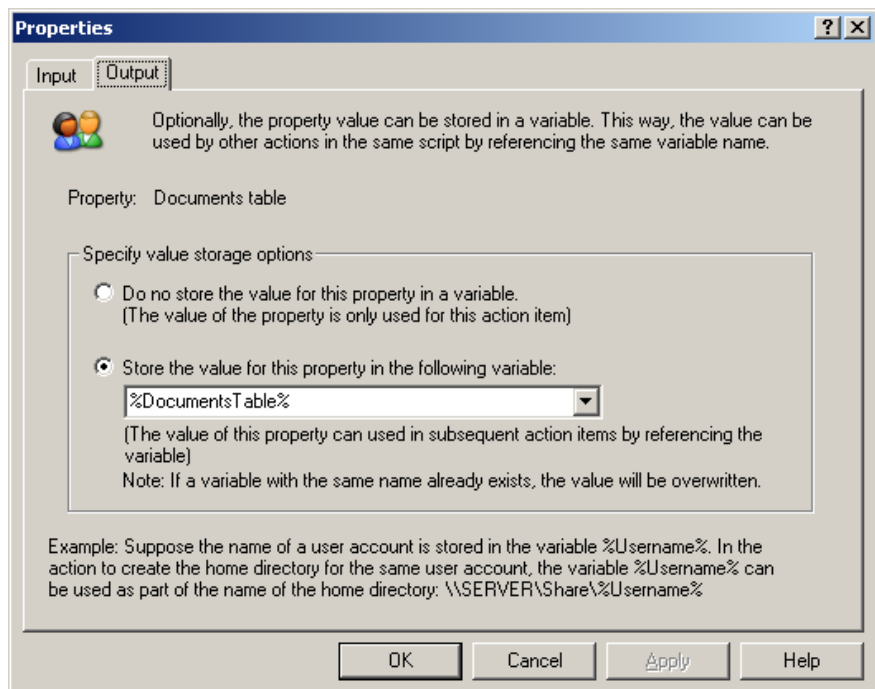 Properties
Input
Output
Optionally, the property value can be stored in a variable. This way, the value can be
used by other actions in the same script by referencing the same variable name.
Property: Documents table
Specify value storage options
Do no store the value for this property in a variable.
(The value of the property is only used for this action item)
Store the value for this property in the following variable:
%DocumentsTable%
(The value of this property can used in subsequent action items by referencing the
variable)
Note: If a variable with the same name already exists, the value will be overwritten.
Example: Suppose the name of a user account is stored in the variable %Username%. In the
action to create the home directory for the same user account, the variable %Username% can
be used as part of the name of the home directory: \\SERVER\Share\%Username%
OK
Cancel
Apply
Help